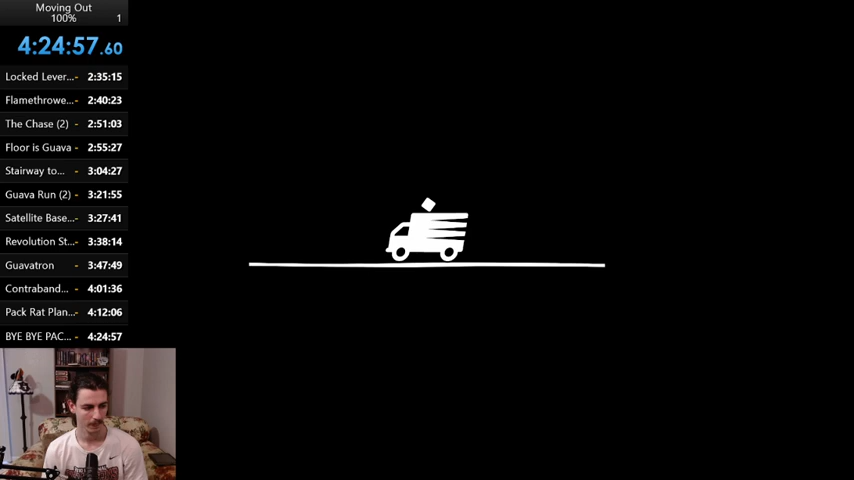 Moving Out
100% 1
4:24:57.60
Locked Lever...- 2:35:15
Flamethrowe...- 2:40:23
The Chase (2) - 2:51:03
Floor is Guava - 2:55:27
Stairway to... - 3:04:27
Guava Run (2) - 3:21:55
Satellite Base...- 3:27:41
Revolution St...- 3:38:14
Guavatron - 3:47:49
Contraband... - 4:01:36
Pack Rat Plan...- 4:12:06
BYE BYE PAC...- 4:24:57